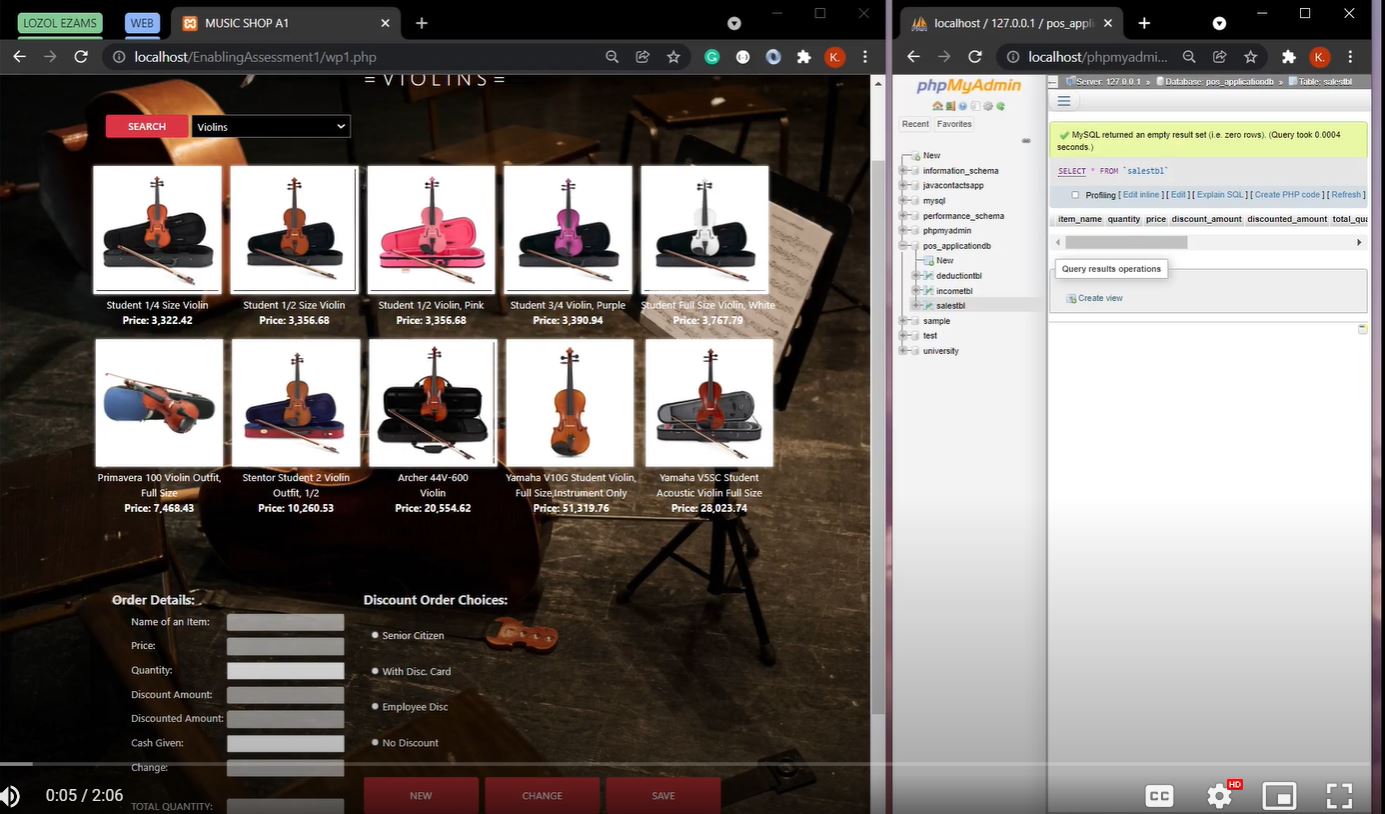 LOZOL EZAMS
WEB
MUSIC SHOP A1
localhost/EnablingAssessment1/wp1.php
K.
=VIOLINS=
SEARCH
Violins
Student 1/4 Size Violin
Price: 3,322.42
Student 1/2 Size Violin
Price: 3,356.68
Student 1/2 Violin, Pink
Price: 3,356.68
Student 3/4 Violin, Purple
Price: 3,390.94
Student Full Size Violin, White
Price: 3,767.79
Primavera 100 Violin Outfit,
Full Size
Price: 7,468.43
Stentor Student 2 Violin
Outfit, 1/2
Price: 10,260.53
Archer 44V-600
Violin
Price: 20,554.62
Yamaha V10G Student Violin,
Full Size,Instrument Only
Price: 51,319.76
Yamaha V5SC Student
Acoustic Violin Full Size
Price: 28,023.74
Order Details:
Name of an Item:
Price:
Quantity:
Discount Amount:
Discounted Amount:
Cash Given:
Change:
TOTAL QUANTITY:
Discount Order Choices:
Senior Citizen
With Disc. Card
Employee Disc
No Discount
NEW
CHANGE
SAVE
0:05 / 2:06
localhost / 127.0.0.1 / pos_appli
localhost/phpmyadmi...
K.
phpMyAdmin
Recent
Favorites
New
information_schema
javacontactsapp
mysql
performance_schema
phpmyadmin
pos_applicationdb
New
deductiontbl
incometbl
salestbl
sample
test
university
Server: 127.0.0.1 » Database: pos_applicationdb » Table: salestbl
MySQL returned an empty result set (i.e. zero rows). (Query took 0.0004
seconds.)
SELECT * FROM `salestbl`
Profiling [ Edit inline ] [ Edit ] [ Explain SQL ] [ Create PHP code ] [ Refresh ]
item_name quantity price discount_amount discounted_amount total_qua
Query results operations
Create view
CC
HD